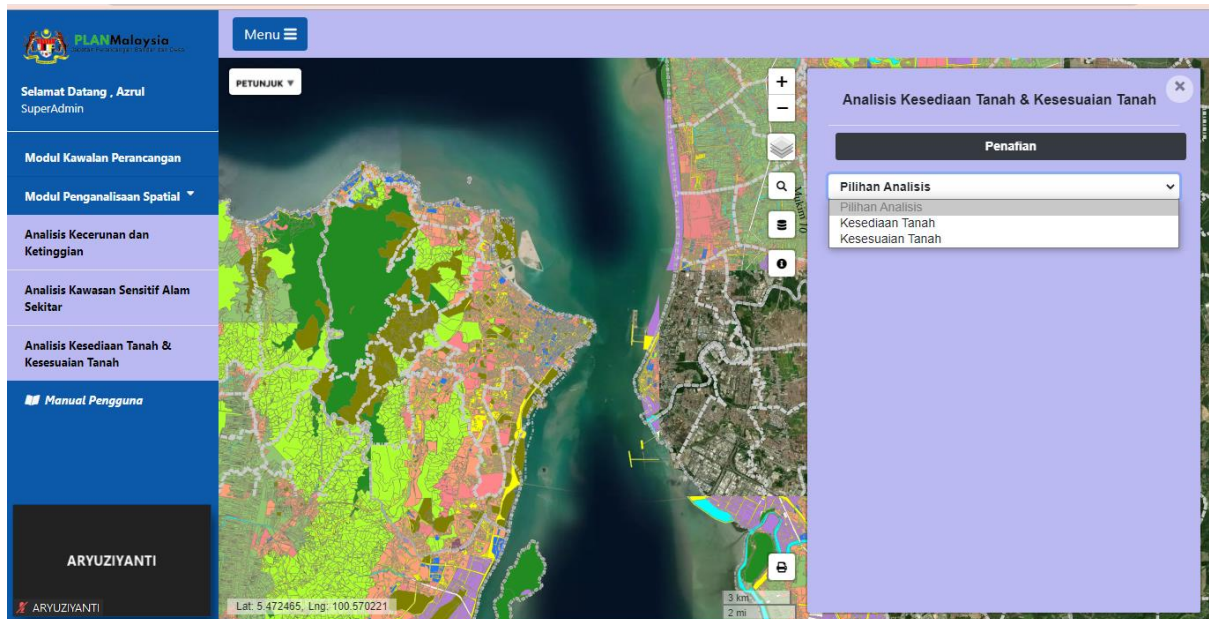 PLANMalaysia
Menu
Selamat Datang , Azrul
SuperAdmin
Modul Kawalan Perancangan
Modul Penganalisaan Spatial
Analisis Kecerunan dan
Ketinggian
Analisis Kawasan Sensitif Alam
Sekitar
Analisis Kesediaan Tanah &
Kesesuaian Tanah
Manual Pengguna
ARYUZIYANTI
ARYUZIYANTI
PETUNJUK ▼
+
−
Lat: 5.472465, Lng: 100.570221
3 km
2 mi
×
Analisis Kesediaan Tanah & Kesesuaian Tanah
Penafian
Pilihan Analisis
Pilihan Analisis
Kesediaan Tanah
Kesesuaian Tanah